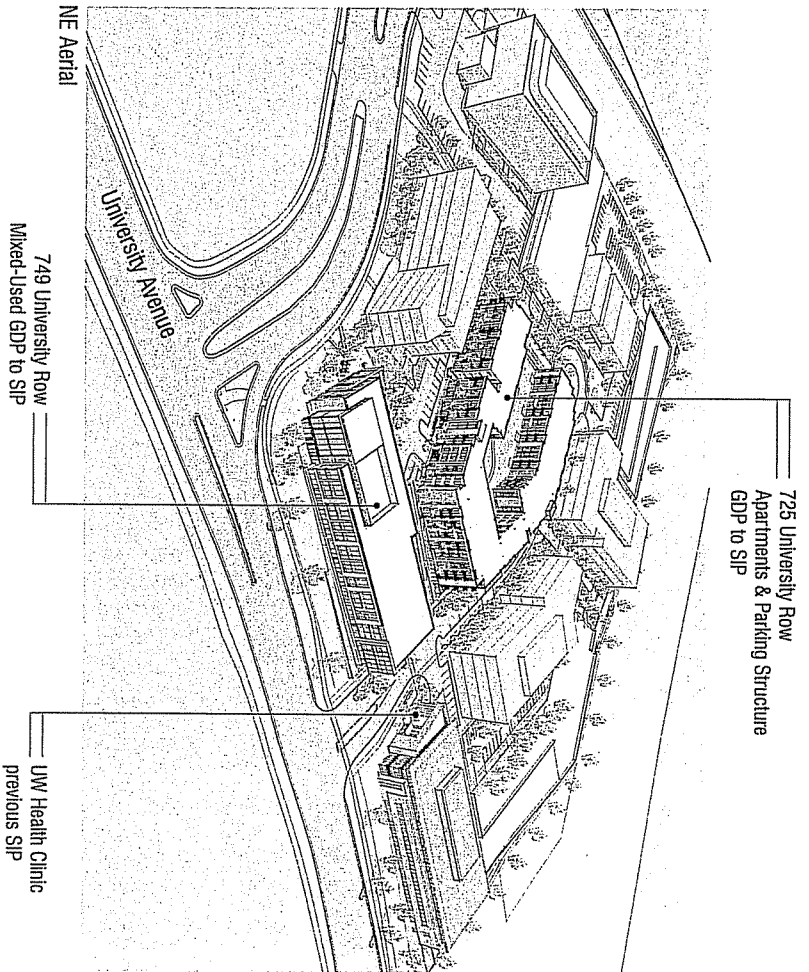 725 University Row
Apartments & Parking Structure
GDP to SIP
NE Aerial
University Avenue
749 University Row
Mixed-Used GDP to SIP
UW Health Clinic
previous SIP